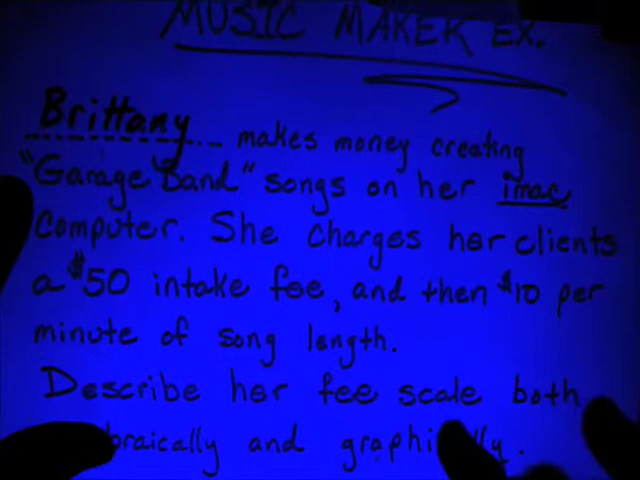 MUSIC MAKER EX.
Brittany... makes money creating
"Garage Band" songs on her imac
Computer. She charges her clients
a $50 intake fee, and then $10 per
minute of song length.
Describe her fee scale both
and